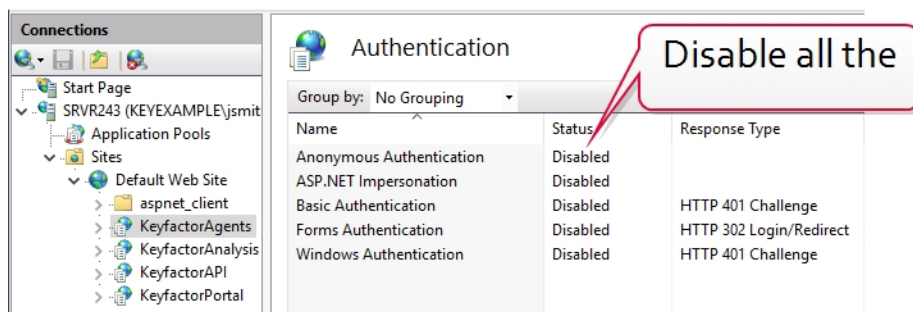 Connections
Start Page
SRVR243 (KEYEXAMPLE\jsmit
Application Pools
Sites
Default Web Site
aspnet_client
KeyfactorAgents
KeyfactorAnalysis
KeyfactorAPI
KeyfactorPortal
Authentication
Disable all the
Group by: No Grouping
Name Status Response Type
Anonymous Authentication Disabled
ASP.NET Impersonation Disabled
Basic Authentication Disabled HTTP 401 Challenge
Forms Authentication Disabled HTTP 302 Login/Redirect
Windows Authentication Disabled HTTP 401 Challenge